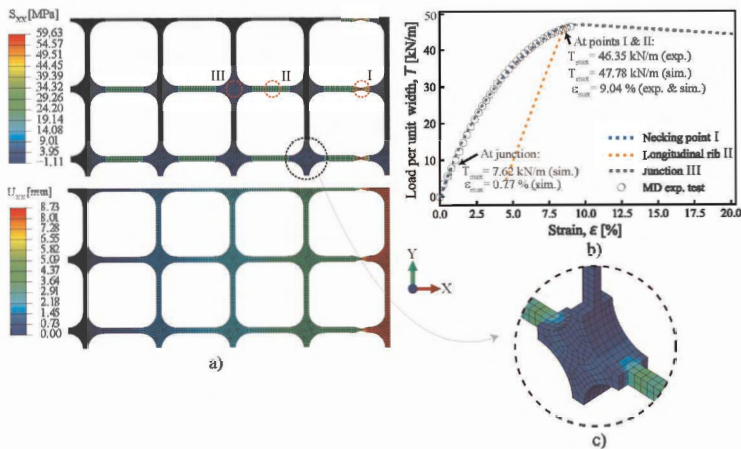 S_xx [MPa]
59.63
57.51
45.51
44.45
39.39
34.32
29.26
24.20
19.14
14.08
9.01
3.95
-1.11
III
II
I
U_xx [mm]
8.73
8.01
7.28
6.55
5.82
5.09
4.37
3.64
2.91
2.18
1.45
0.73
0.00
a)
Load per unit width, T [kN/m]
50
40
30
20
10
0
0.0
2.5
5.0
7.5
10.0
12.5
15.0
17.5
20.0
Strain, ε [%]
At points I & II:
T_max = 46.35 kN/m (exp.)
T_max = 47.78 kN/m (sim.)
ε_max = 9.04 % (exp. & sim.)
At junction:
T_max = 7.62 kN/m (sim.)
ε_max = 0.77 % (sim.)
Necking point I
Longitudinal rib II
Junction III
MD exp. test
b)
Y
X
c)